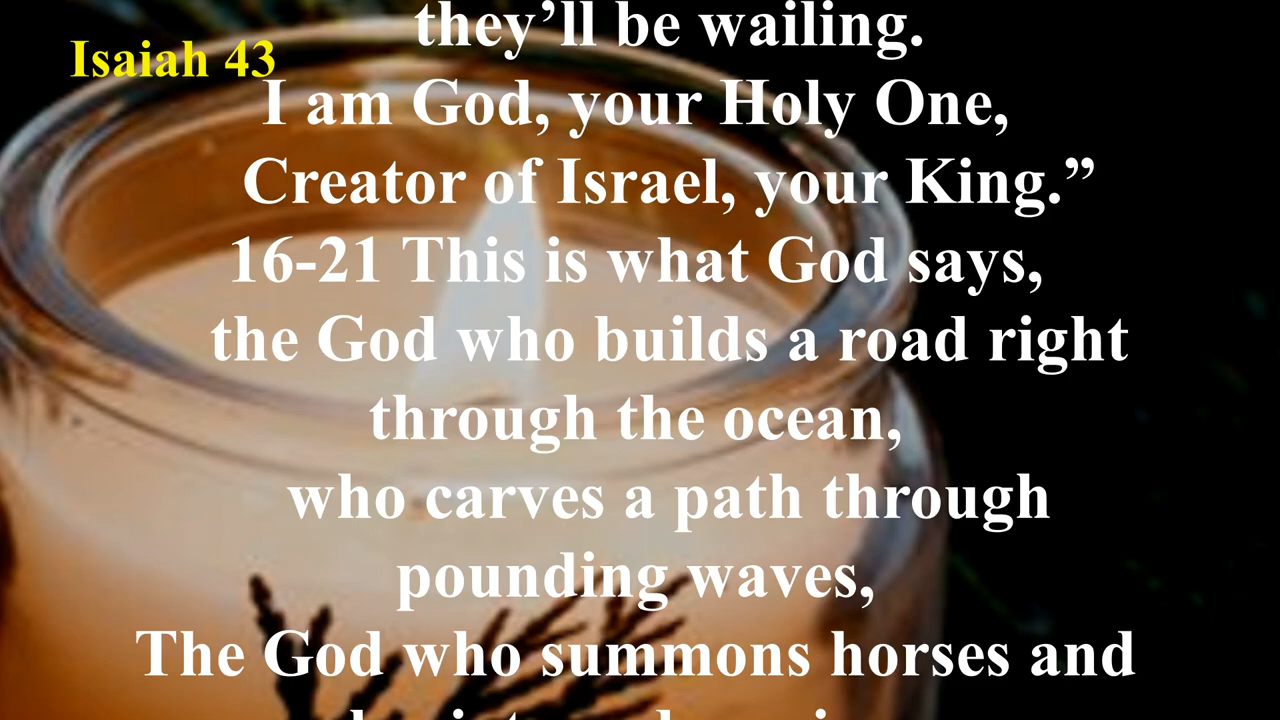 they’ll be wailing.
Isaiah 43
I am God, your Holy One,
Creator of Israel, your King.”
16-21 This is what God says,
the God who builds a road right
through the ocean,
who carves a path through
pounding waves,
The God who summons horses and